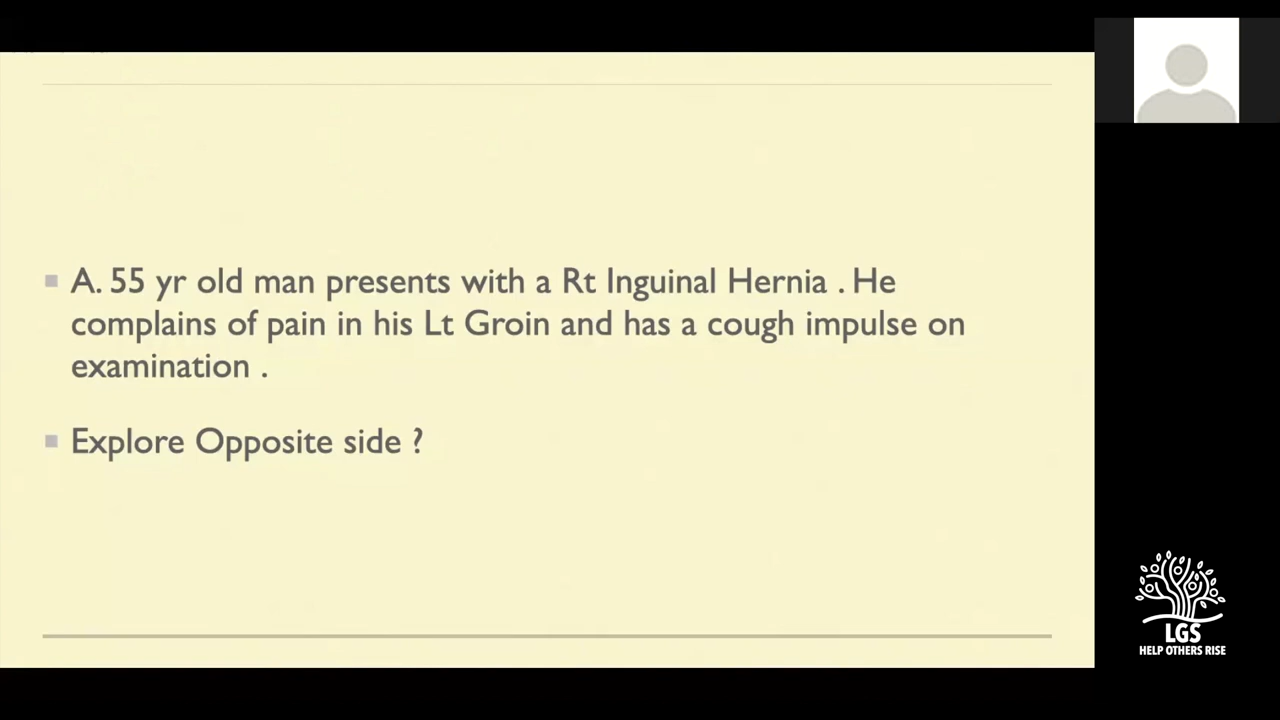 A. 55 yr old man presents with a Rt Inguinal Hernia . He
complains of pain in his Lt Groin and has a cough impulse on
examination .
Explore Opposite side ?
LGS
HELP OTHERS RISE